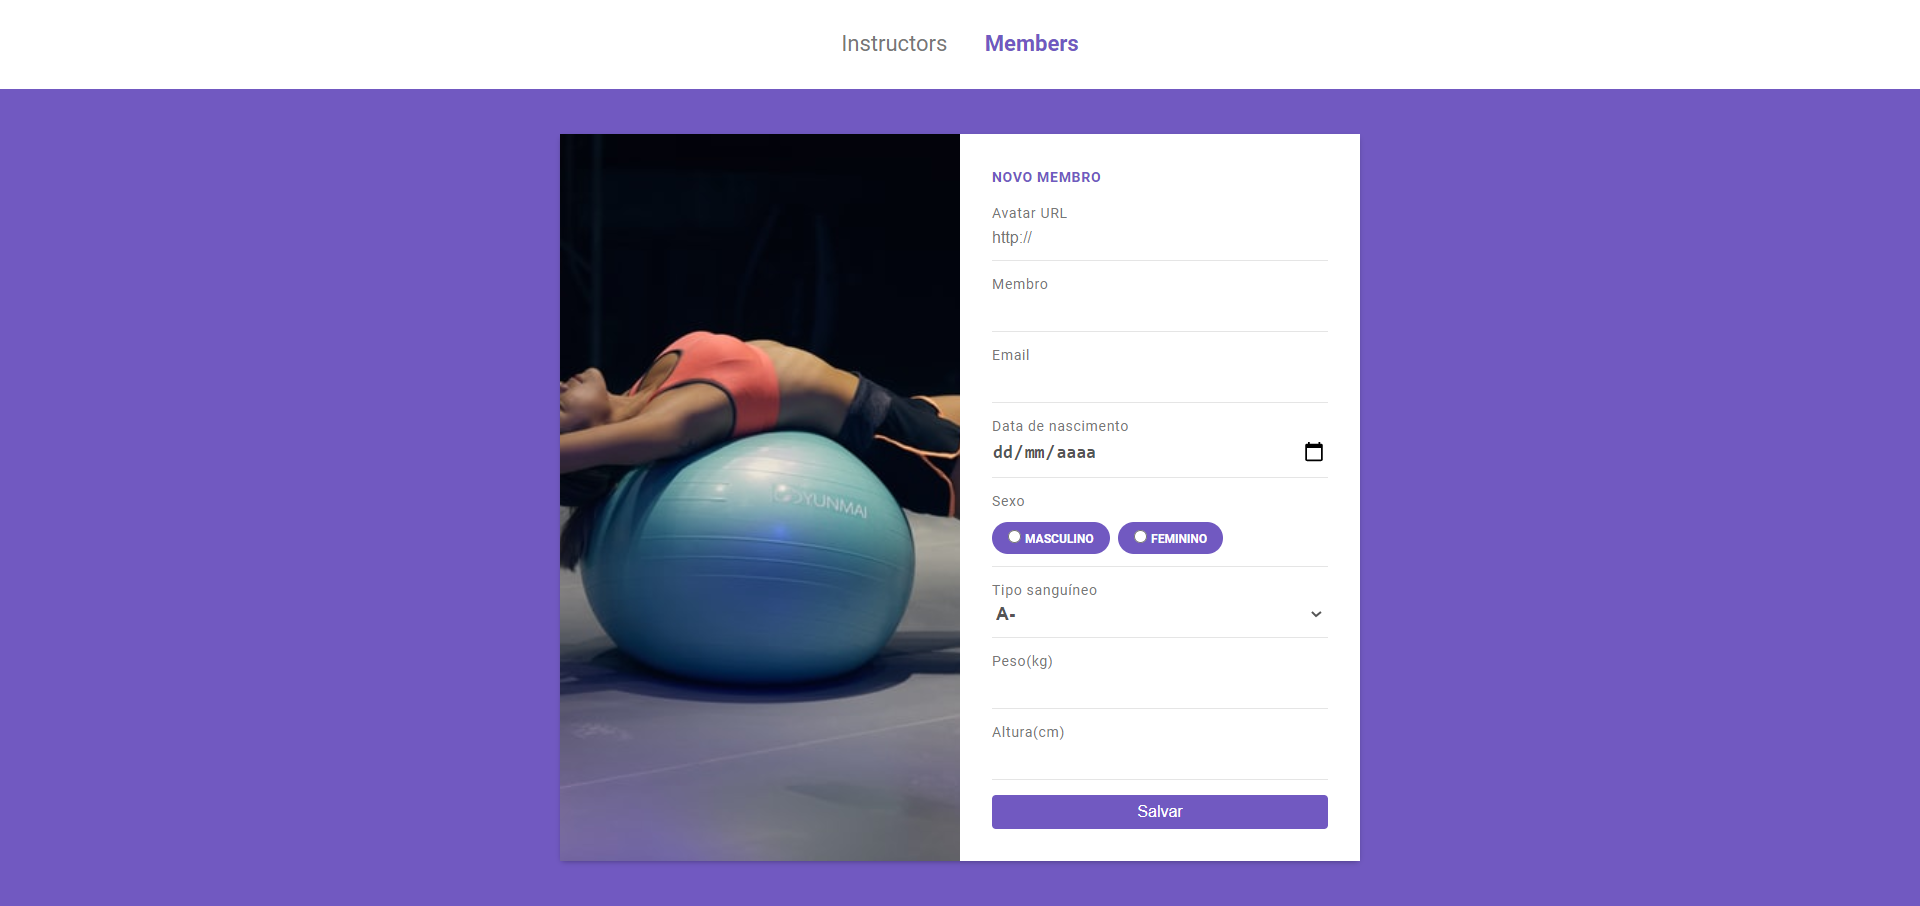 Instructors Members
YUNMAI
NOVO MEMBRO
Avatar URL
http://
Membro
Email
Data de nascimento
dd/mm/aaaa
Sexo
MASCULINO FEMININO
Tipo sanguíneo
A-
Peso(kg)
Altura(cm)
Salvar